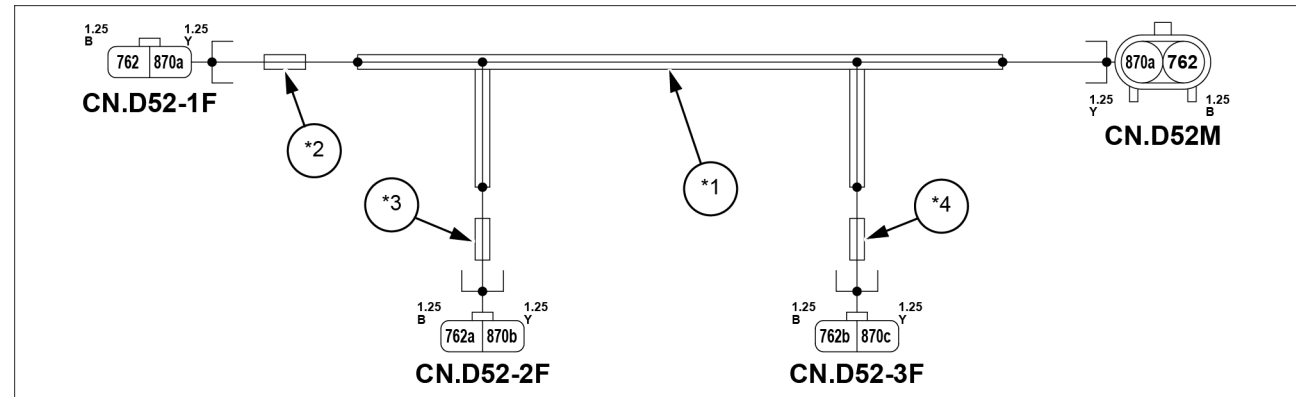 1.25
B
1.25
Y
762 870a
CN.D52-1F
*2
*1
870a 762
1.25
Y
1.25
B
CN.D52M
*3
*4
1.25
B
1.25
Y
762a 870b
CN.D52-2F
1.25
B
1.25
Y
762b 870c
CN.D52-3F